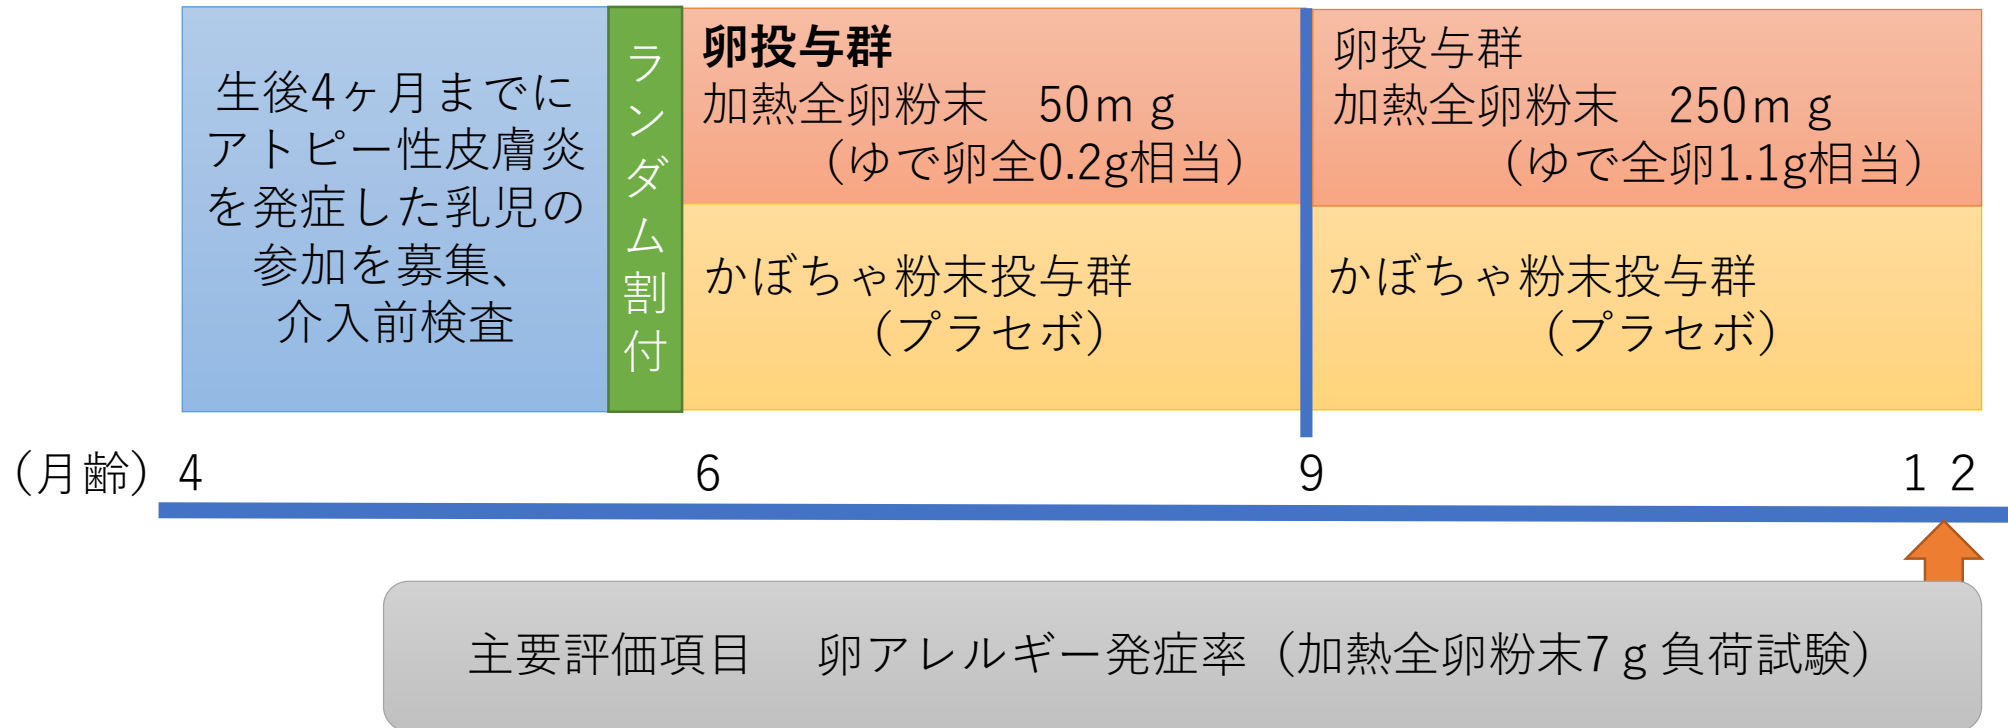 生後4ヶ月までに
アトピー性皮膚炎
を発症した乳児の
参加を募集、
介入前検査
ランダム割付
卵投与群
加熱全卵粉末　50ｍｇ
（ゆで卵全0.2g相当）
かぼちゃ粉末投与群
（プラセボ）
卵投与群
加熱全卵粉末　250ｍｇ
（ゆで全卵1.1g相当）
かぼちゃ粉末投与群
（プラセボ）
（月齢）4 6 9 １２
主要評価項目　卵アレルギー発症率（加熱全卵粉末7ｇ負荷試験）